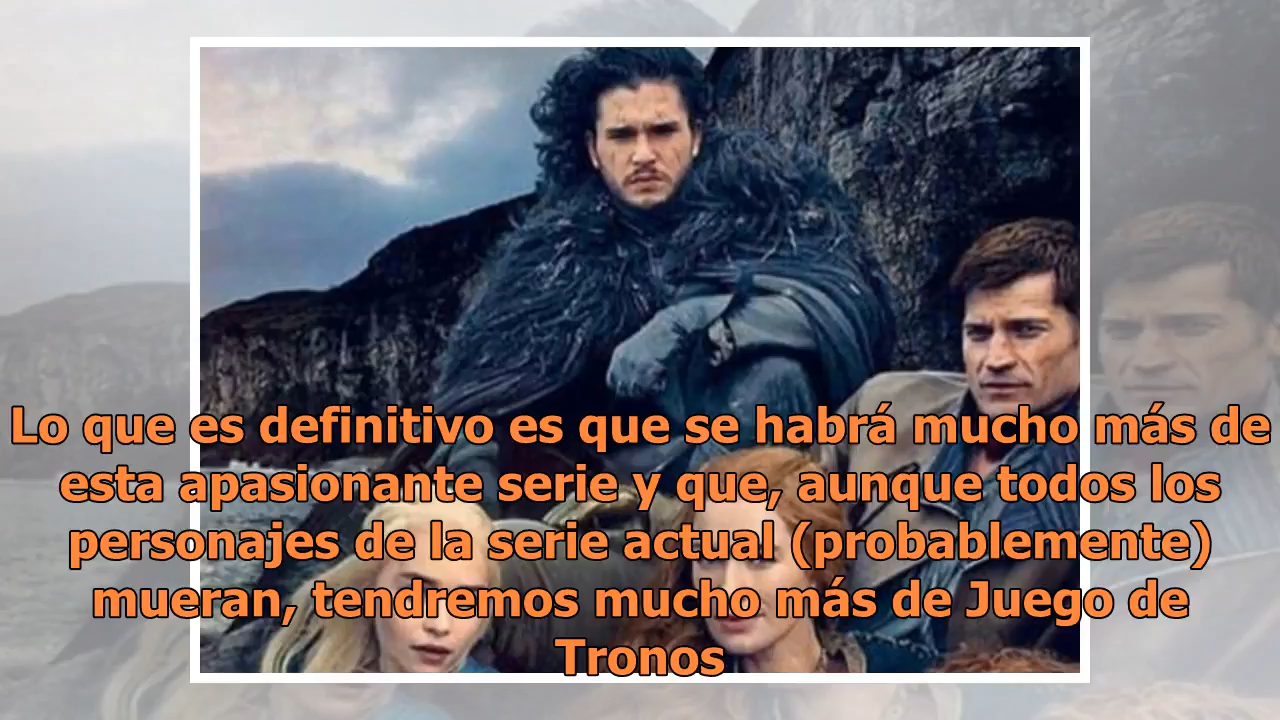 Lo que es definitivo es que se habrá mucho más de
esta apasionante serie y que, aunque todos los
personajes de la serie actual (probablemente)
mueran, tendremos mucho más de Juego de
Tronos